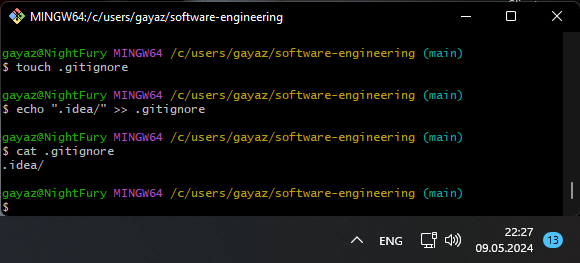 MINGW64:/c/users/gayaz/software-engineering
gayaz@NightFury MINGW64 /c/users/gayaz/software-engineering (main)
$ touch .gitignore
gayaz@NightFury MINGW64 /c/users/gayaz/software-engineering (main)
$ echo ".idea/" >> .gitignore
gayaz@NightFury MINGW64 /c/users/gayaz/software-engineering (main)
$ cat .gitignore
.idea/
gayaz@NightFury MINGW64 /c/users/gayaz/software-engineering (main)
$
ENG
22:27
09.05.2024
13